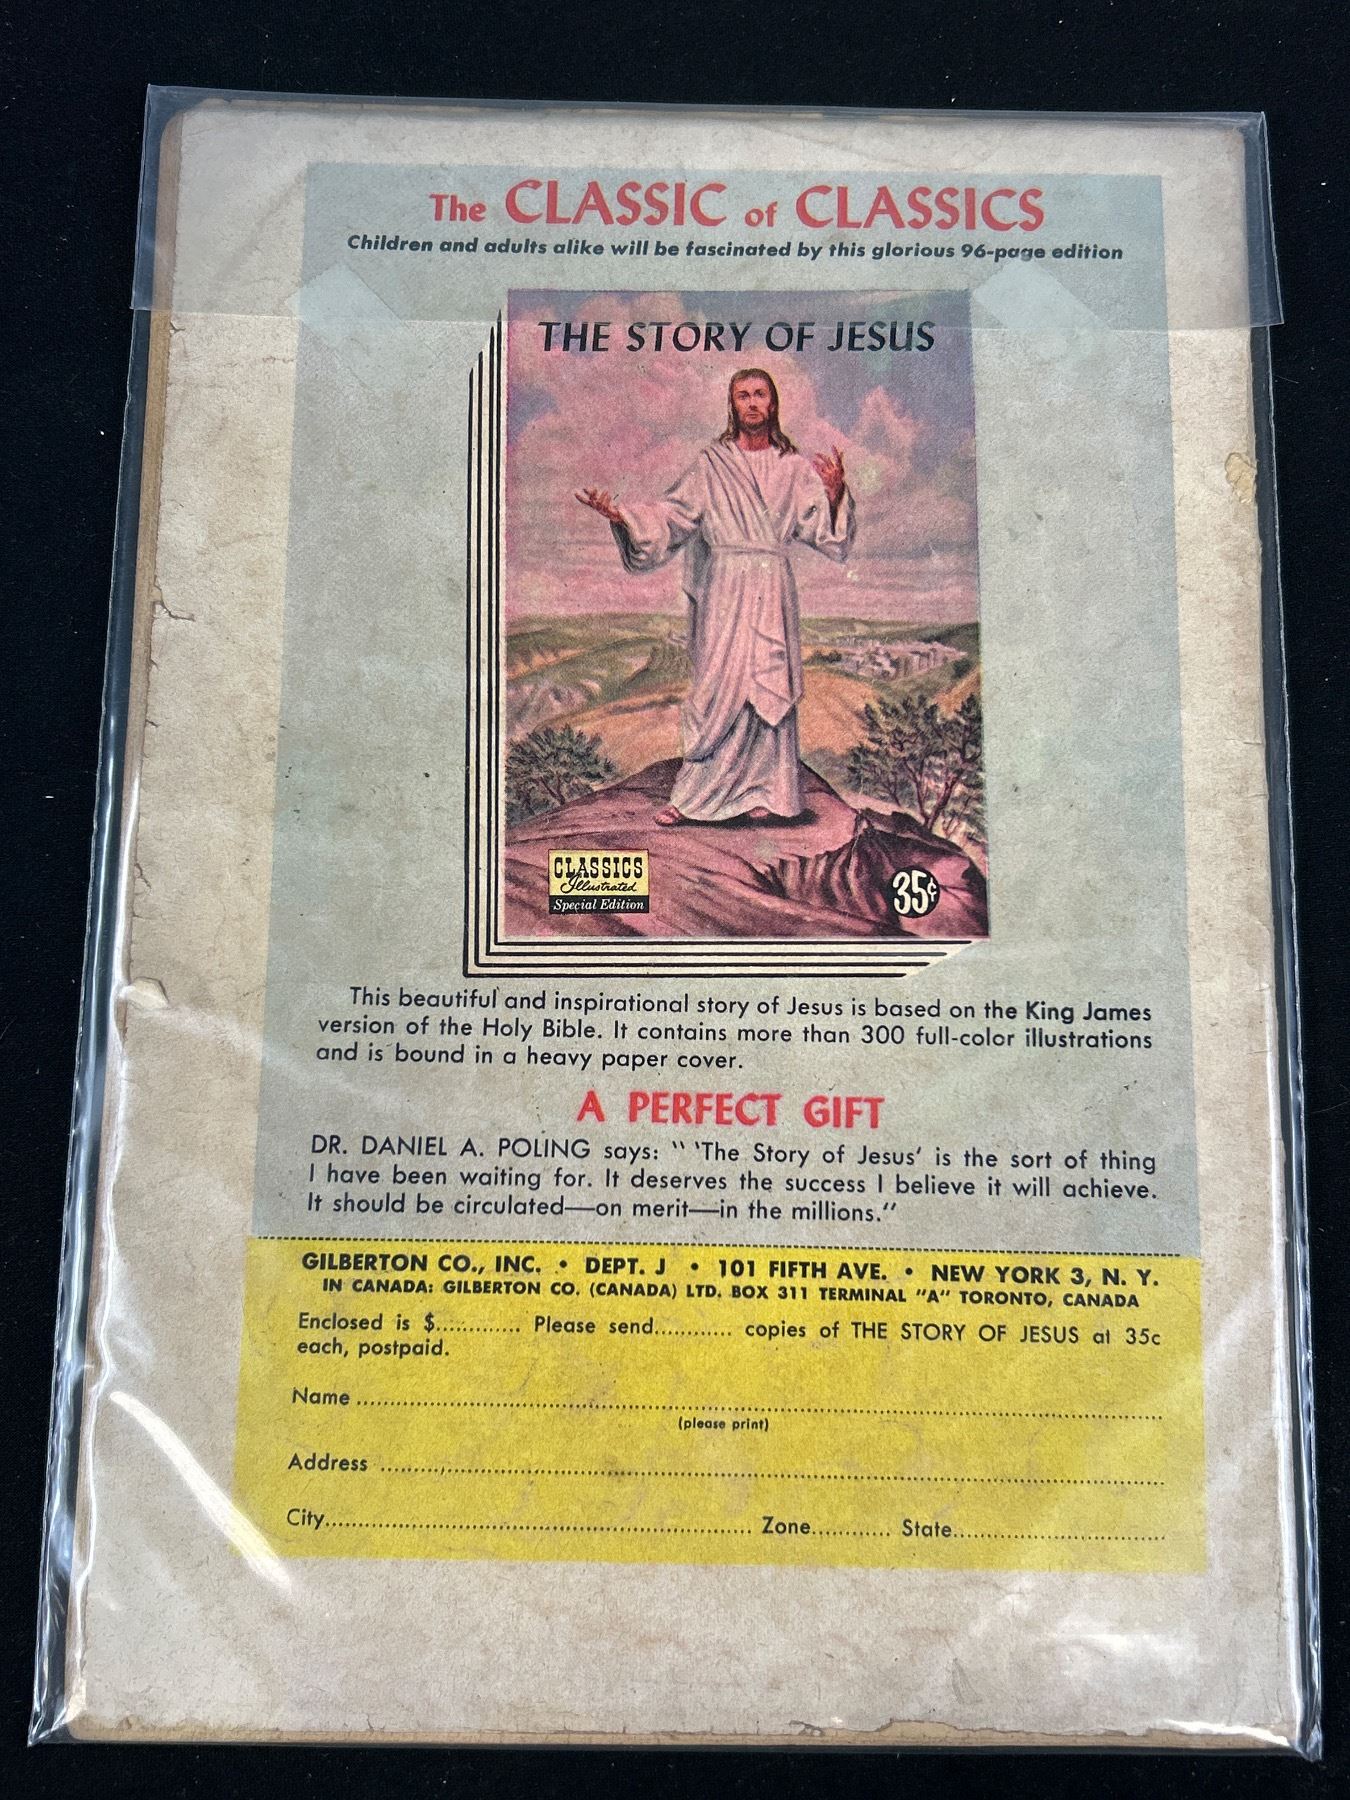 The CLASSIC of CLASSICS
Children and adults alike will be fascinated by this glorious 96-page edition
THE STORY OF JESUS
CLASSICS
Illustrated
Special Edition
35¢
This beautiful and inspirational story of Jesus is based on the King James
version of the Holy Bible. It contains more than 300 full-color illustrations
and is bound in a heavy paper cover.
A PERFECT GIFT
DR. DANIEL A. POLING says: " 'The Story of Jesus' is the sort of thing
I have been waiting for. It deserves the success I believe it will achieve.
It should be circulated—on merit—in the millions."
GILBERTON CO., INC. • DEPT. J • 101 FIFTH AVE. • NEW YORK 3, N. Y.
IN CANADA: GILBERTON CO. (CANADA) LTD. BOX 311 TERMINAL "A" TORONTO, CANADA
Enclosed is $............. Please send............ copies of THE STORY OF JESUS at 35c
each, postpaid.
Name ........................................................................
(please print)
Address ........................................................................
City........................................................ Zone............ State................................